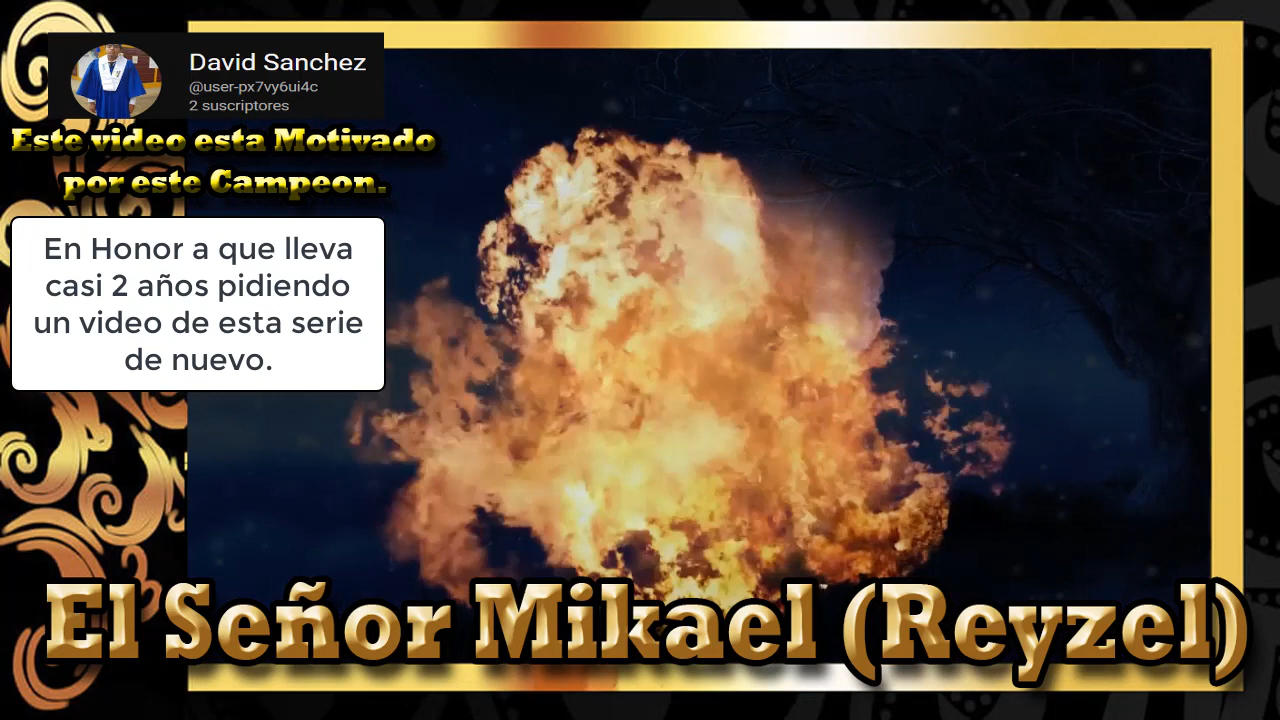 David Sanchez
@user-px7vy6ui4c
2 suscriptores
Este video esta Motivado
por este Campeon.
En Honor a que lleva
casi 2 años pidiendo
un video de esta serie
de nuevo.
El Señor Mikael (Reyzel)